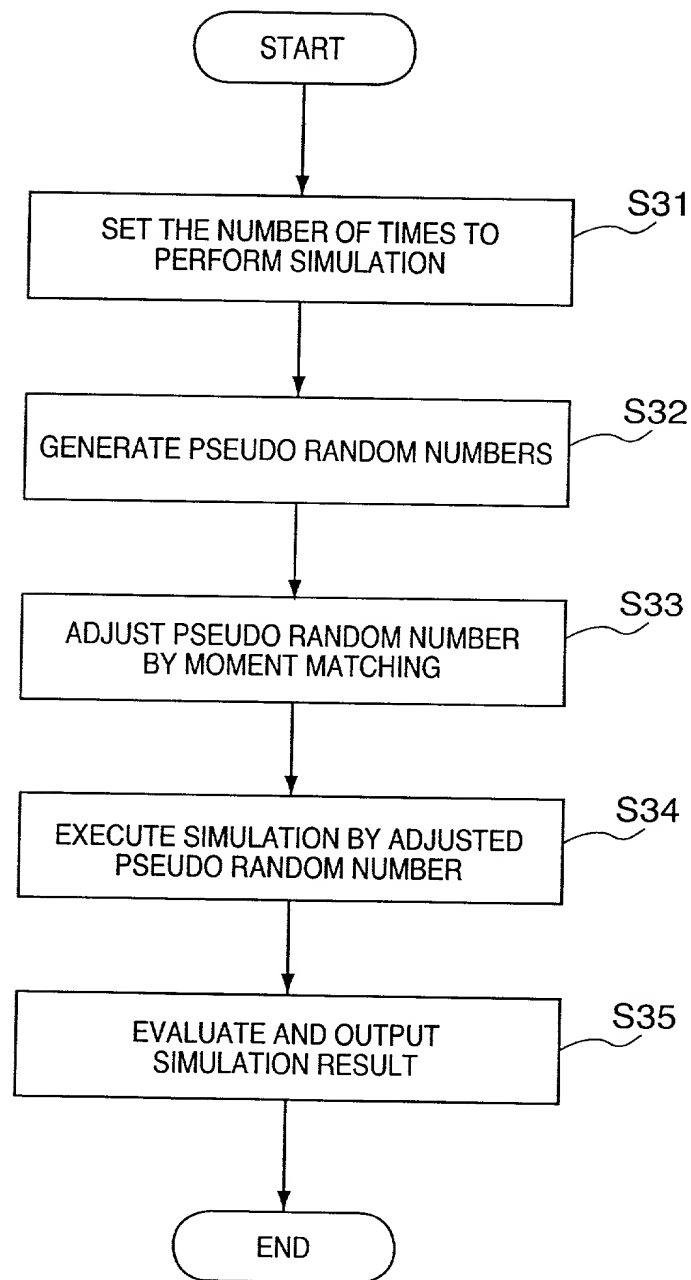 START
S31
SET THE NUMBER OF TIMES TO
PERFORM SIMULATION
S32
GENERATE PSEUDO RANDOM NUMBERS
S33
ADJUST PSEUDO RANDOM NUMBER
BY MOMENT MATCHING
S34
EXECUTE SIMULATION BY ADJUSTED
PSEUDO RANDOM NUMBER
S35
EVALUATE AND OUTPUT
SIMULATION RESULT
END